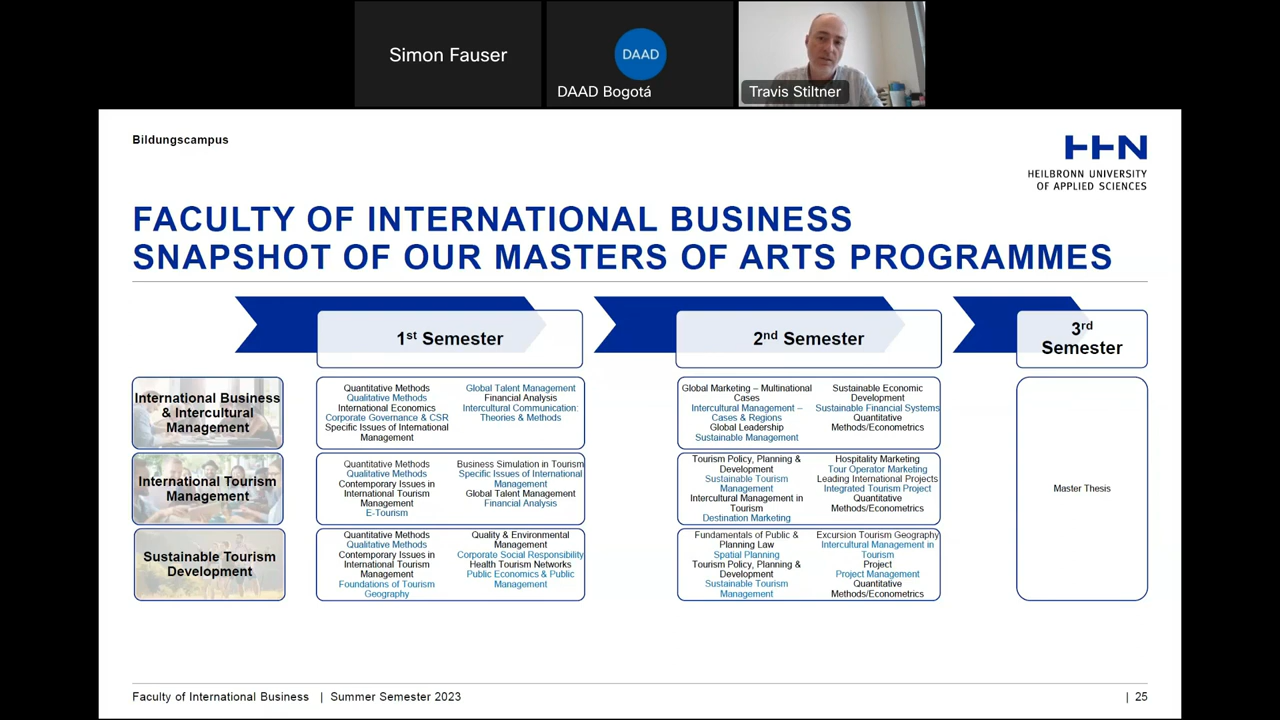 Simon Fauser
DAAD
DAAD Bogotá
Travis Stiltner
Bildungscampus
HHN
HEILBRONN UNIVERSITY
OF APPLIED SCIENCES
FACULTY OF INTERNATIONAL BUSINESS
SNAPSHOT OF OUR MASTERS OF ARTS PROGRAMMES
1st Semester
2nd Semester
3rd
Semester
International Business
& Intercultural
Management
Quantitative Methods
Qualitative Methods
International Economics
Corporate Governance & CSR
Specific Issues of International
Management
Global Talent Management
Financial Analysis
Intercultural Communication:
Theories & Methods
Global Marketing – Multinational
Cases
Intercultural Management –
Cases & Regions
Global Leadership
Sustainable Management
Sustainable Economic
Development
Sustainable Financial Systems
Quantitative
Methods/Econometrics
International Tourism
Management
Quantitative Methods
Qualitative Methods
Contemporary Issues in
International Tourism
Management
E-Tourism
Business Simulation in Tourism
Specific Issues of International
Management
Global Talent Management
Financial Analysis
Tourism Policy, Planning &
Development
Sustainable Tourism
Management
Intercultural Management in
Tourism
Destination Marketing
Hospitality Marketing
Tour Operator Marketing
Leading International Projects
Integrated Tourism Project
Quantitative
Methods/Econometrics
Master Thesis
Sustainable Tourism
Development
Quantitative Methods
Qualitative Methods
Contemporary Issues in
International Tourism
Management
Foundations of Tourism
Geography
Quality & Environmental
Management
Corporate Social Responsibility
Health Tourism Networks
Public Economics & Public
Management
Fundamentals of Public &
Planning Law
Spatial Planning
Tourism Policy, Planning &
Development
Sustainable Tourism
Management
Excursion Tourism Geography
Intercultural Management in
Tourism
Project
Project Management
Quantitative
Methods/Econometrics
Faculty of International Business | Summer Semester 2023
| 25